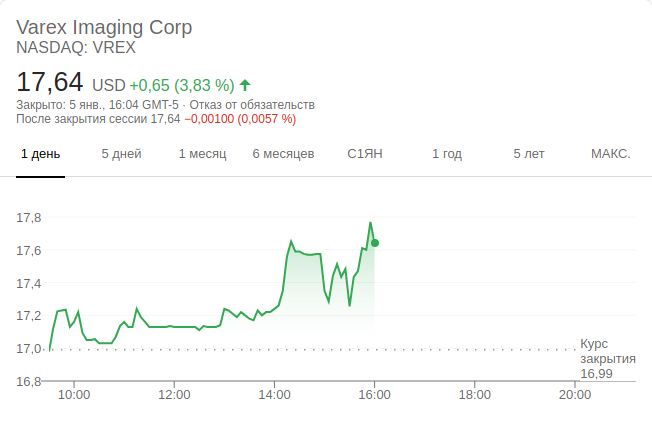 Varex Imaging Corp
NASDAQ: VREX
17,64 USD +0,65 (3,83 %)
Закрыто: 5 янв., 16:04 GMT-5 · Отказ от обязательств
После закрытия сессии 17,64 −0,00100 (0,0057 %)
1 день 5 дней 1 месяц 6 месяцев С1ЯН 1 год 5 лет МАКС.
17,8
17,6
17,4
17,2
17,0
16,8
Курс
закрытия
16,99
10:00 12:00 14:00 16:00 18:00 20:00